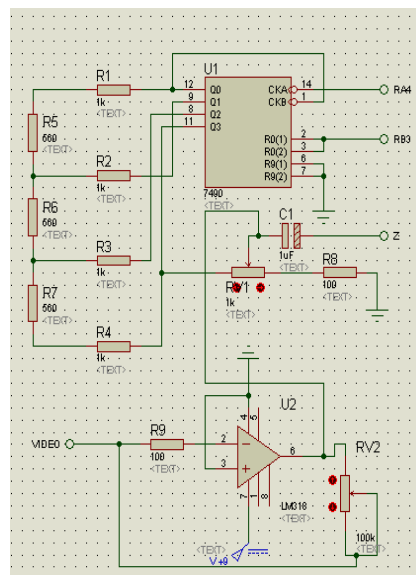 R1
1k
<TEXT>
R5
560
<TEXT>
R2
1k
<TEXT>
R6
560
<TEXT>
R3
1k
<TEXT>
R7
560
<TEXT>
R4
1k
<TEXT>
U1
12 Q0 CKA 14
9 Q1 CKB 1
8 Q2
11 Q3
R0(1) 2
R0(2) 3
R9(1) 6
R9(2) 7
7490
<TEXT>
RA4
RB3
C1
1uF
<TEXT>
Z
RV1
1k
<TEXT>
R8
100
<TEXT>
U2
4 5
2
3
6
7 1 8
LM318
<TEXT>
V+9
VIDEO
R9
100
<TEXT>
RV2
100k
<TEXT>